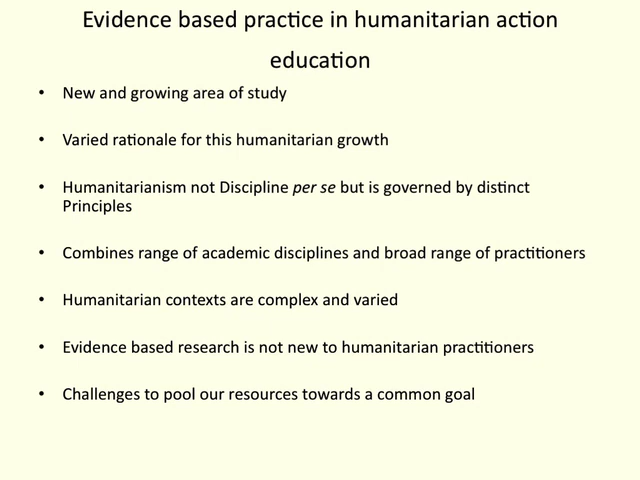 Evidence based practice in humanitarian action
education
• New and growing area of study
• Varied rationale for this humanitarian growth
• Humanitarianism not Discipline per se but is governed by distinct
Principles
• Combines range of academic disciplines and broad range of practitioners
• Humanitarian contexts are complex and varied
• Evidence based research is not new to humanitarian practitioners
• Challenges to pool our resources towards a common goal